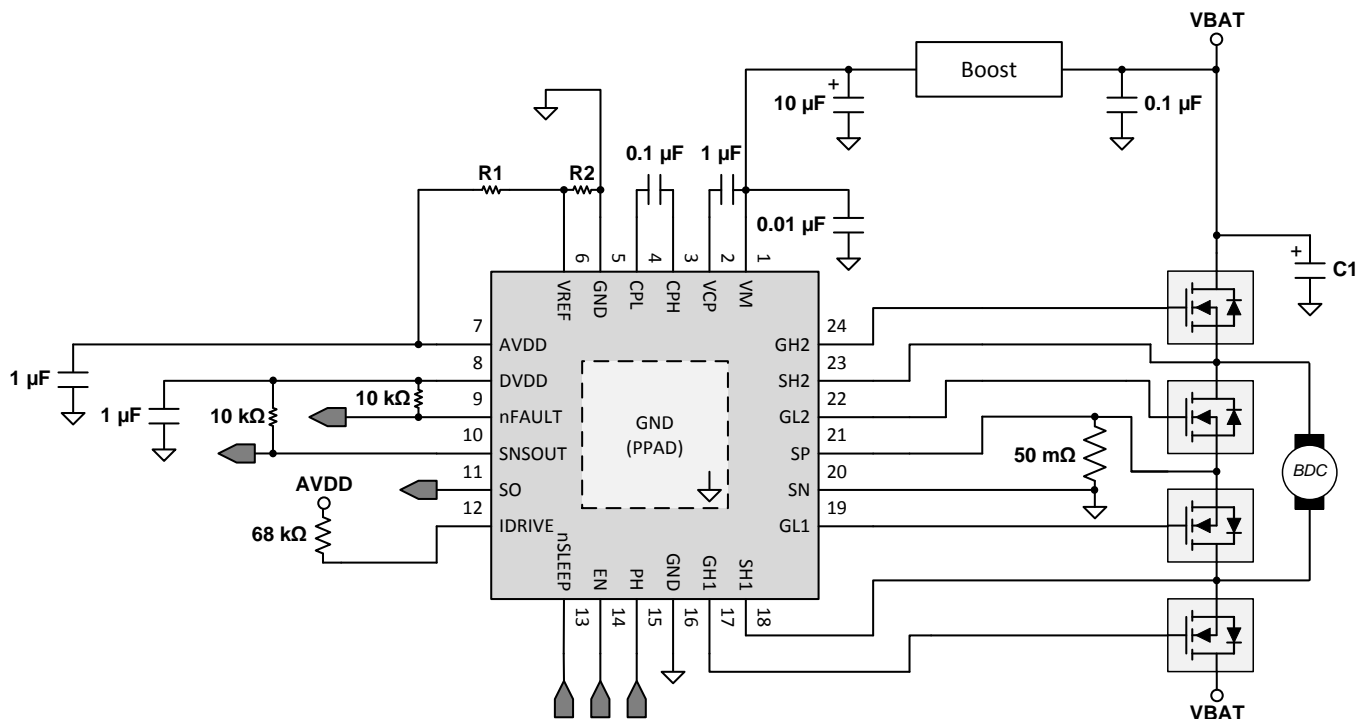 VBAT
Boost
10 µF
0.1 µF
0.1 µF
1 µF
R1
R2
0.01 µF
C1
6
5
4
3
2
1
VREF
GND
CPL
CPH
VCP
VM
7
AVDD
8
DVDD
9
nFAULT
10
SNSOUT
11
SO
12
IDRIVE
1 µF
1 µF
10 kΩ
10 kΩ
AVDD
68 kΩ
GND
(PPAD)
24
GH2
23
SH2
22
GL2
21
SP
20
SN
19
GL1
50 mΩ
BDC
nSLEEP
EN
PH
GND
GH1
SH1
13
14
15
16
17
18
VBAT